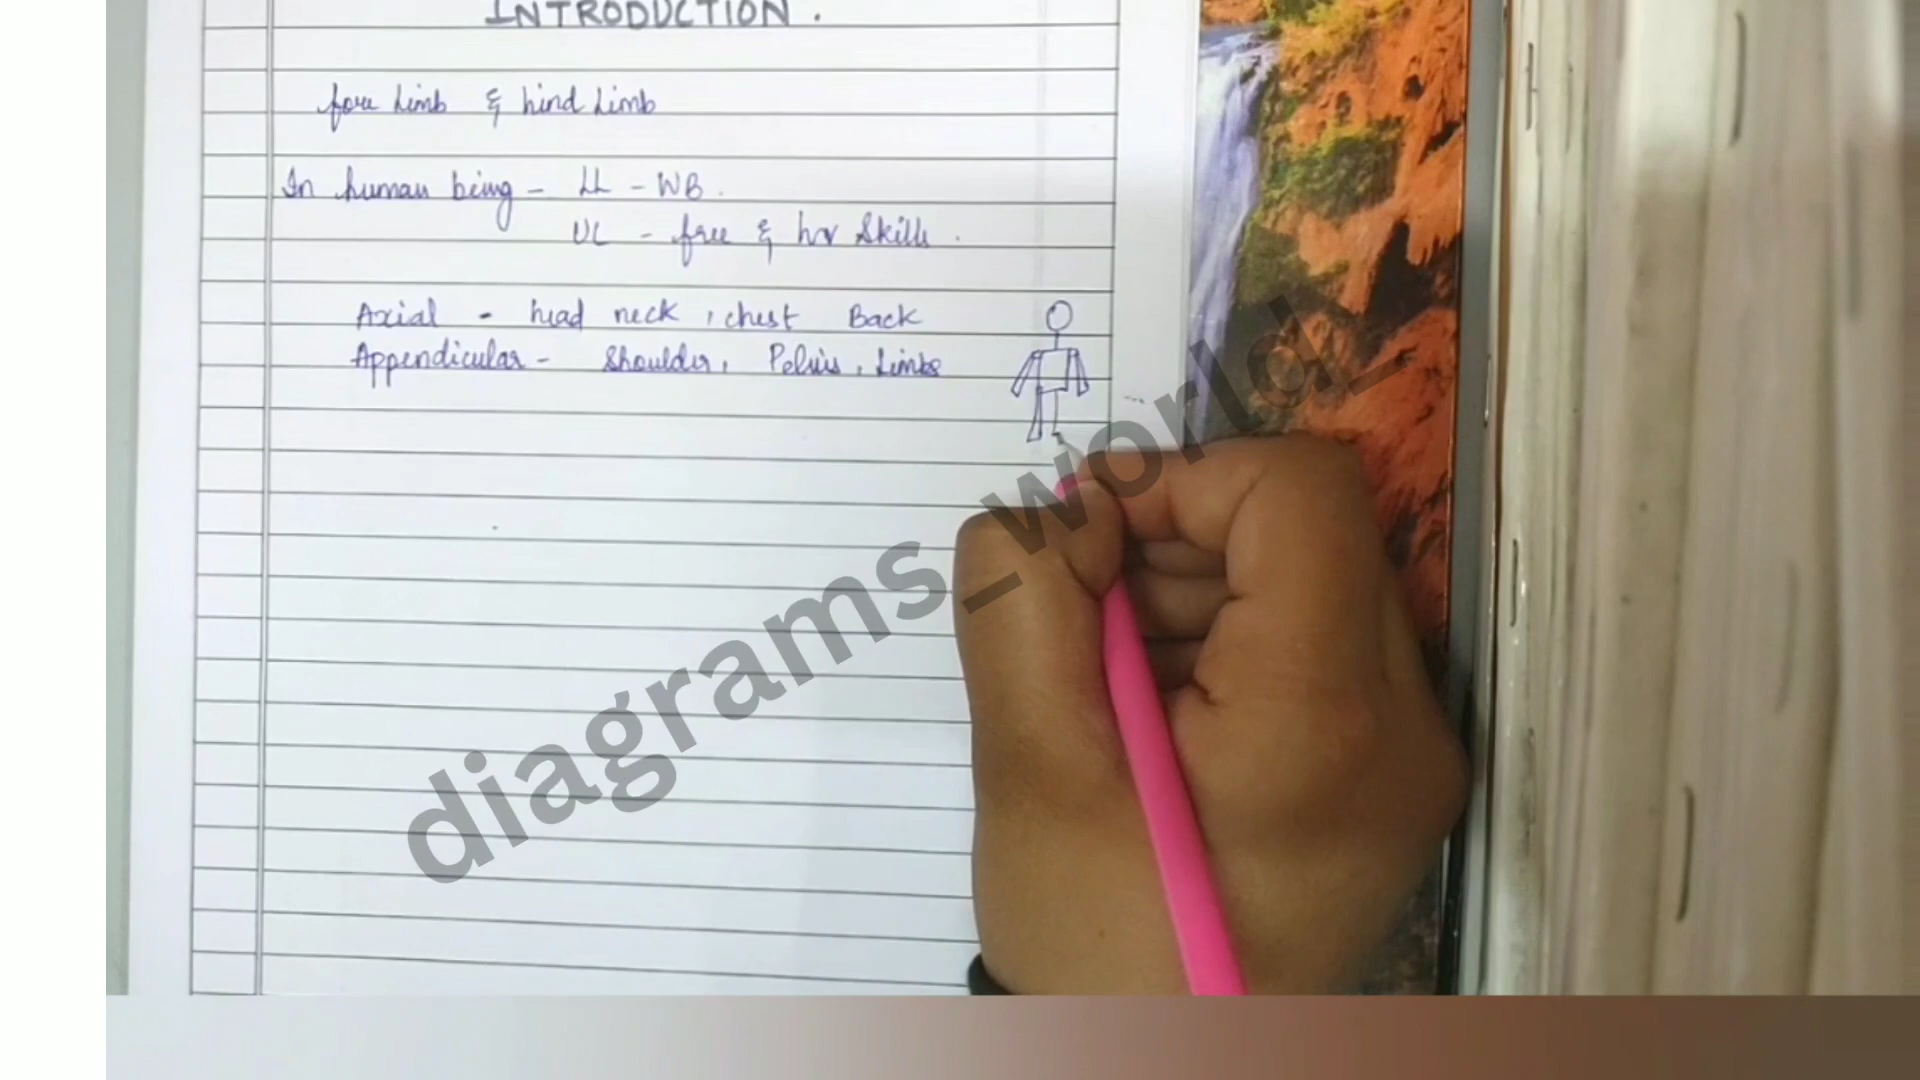 INTRODUCTION.
fore Limb & hind Limb
In human being - LL - WB.
UL - free & hv Skills.
Axial - head neck, chest Back
Appendicular - Shoulder, Pelvis, Limbs
diagrams_world_